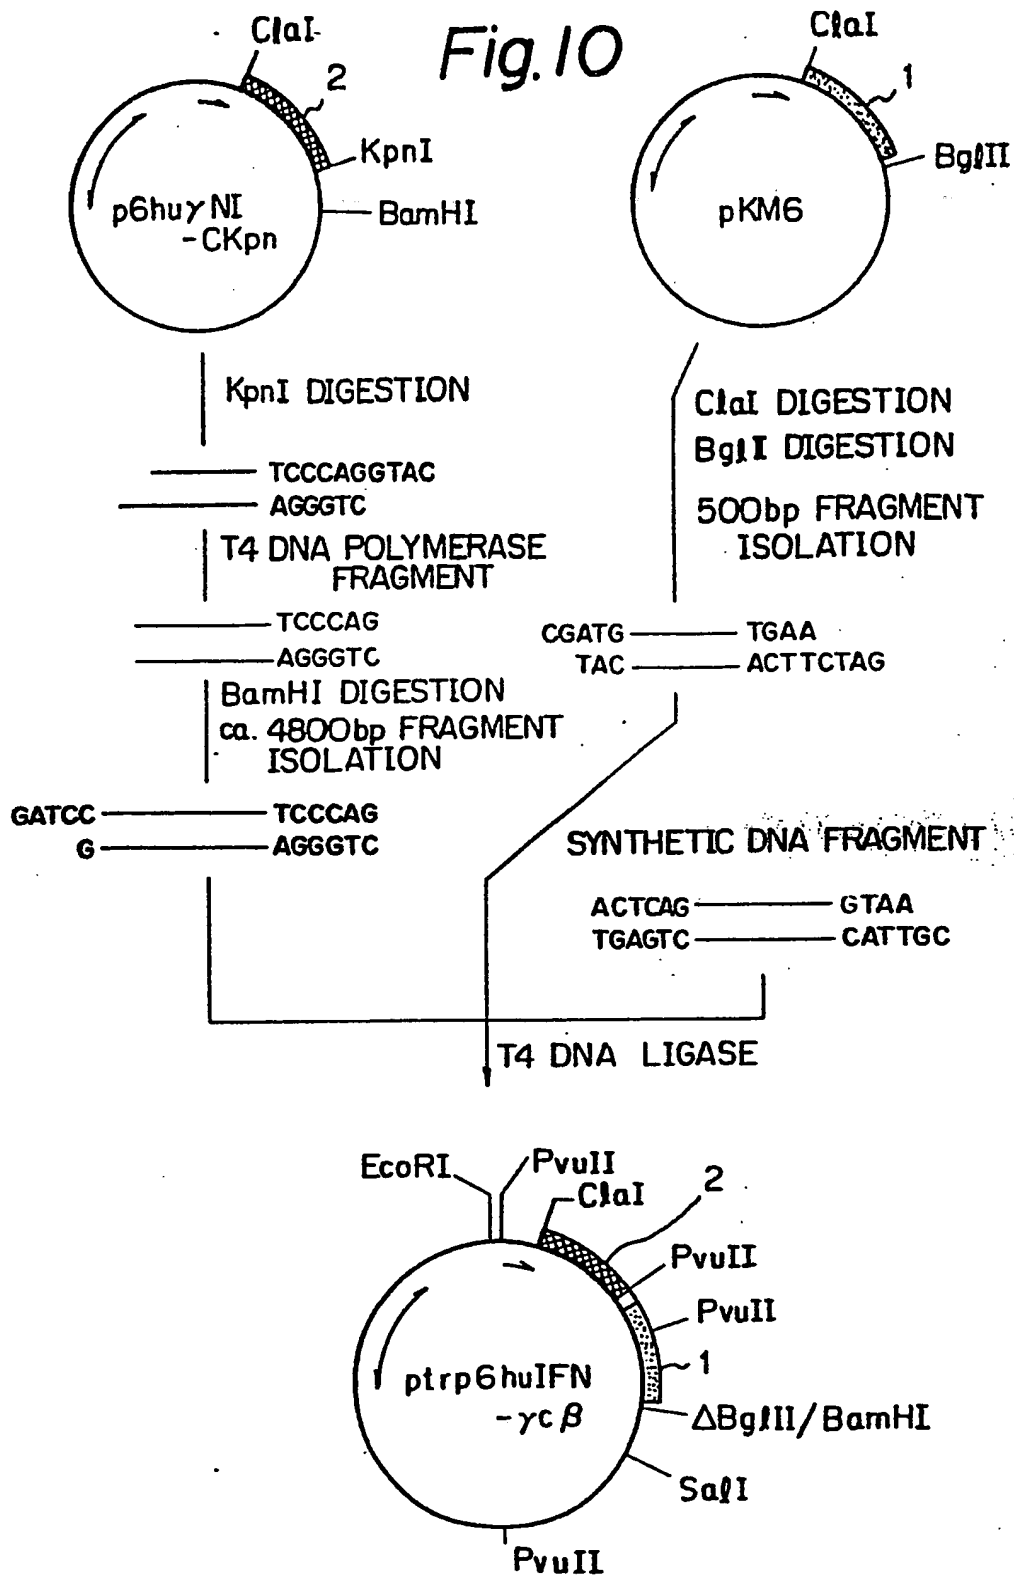 Fig. 10
ClaI
2
KpnI
BamHI
p6huγNI
-CKpn
ClaI
1
BglII
pKM6
KpnI DIGESTION
TCCCAGGTAC
AGGGTC
T4 DNA POLYMERASE
FRAGMENT
TCCCAG
AGGGTC
BamHI DIGESTION
ca. 4800bp FRAGMENT
ISOLATION
GATCC TCCCAG
G AGGGTC
ClaI DIGESTION
BglI DIGESTION
500bp FRAGMENT
ISOLATION
CGATG TGAA
TAC ACTTCTAG
SYNTHETIC DNA FRAGMENT
ACTCAG GTAA
TGAGTC CATTGC
T4 DNA LIGASE
EcoRI
PvuII
ClaI
2
PvuII
PvuII
1
ptrp6huIFN
-γcβ
ΔBglII/BamHI
SalI
PvuII